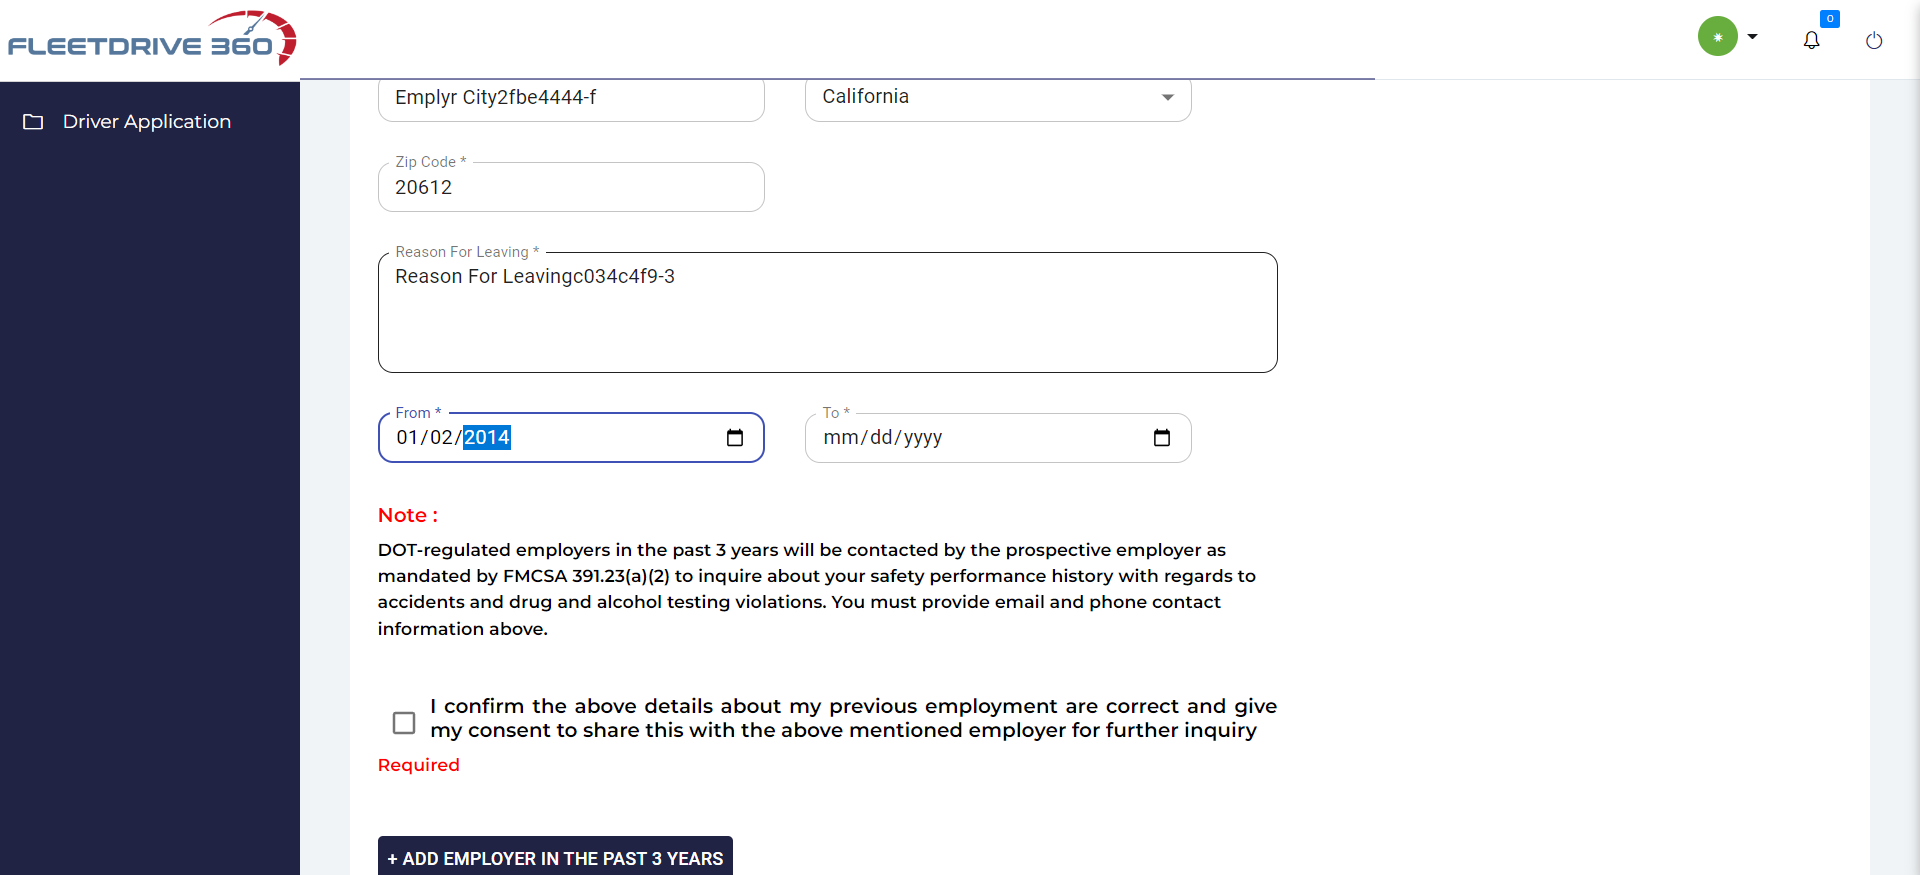 FLEETDRIVE 360
0
Driver Application
Emplyr City2fbe4444-f
California
Zip Code *
20612
Reason For Leaving *
Reason For Leavingc034c4f9-3
From *
To *
01/02/2014
mm/dd/yyyy
Note :
DOT-regulated employers in the past 3 years will be contacted by the prospective employer as
mandated by FMCSA 391.23(a)(2) to inquire about your safety performance history with regards to
accidents and drug and alcohol testing violations. You must provide email and phone contact
information above.
I confirm the above details about my previous employment are correct and give
my consent to share this with the above mentioned employer for further inquiry
Required
+ ADD EMPLOYER IN THE PAST 3 YEARS